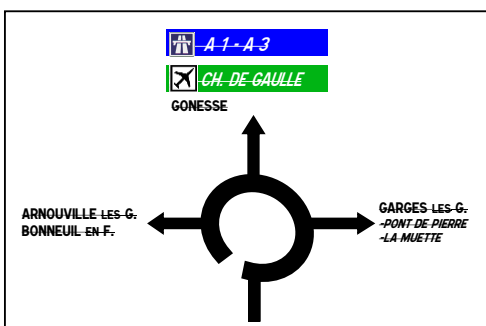 A 1 - A 3
CH. DE GAULLE
GONESSE
ARNOUVILLE LES G.
BONNEUIL EN F.
GARGES LES G.
-PONT DE PIERRE
-LA MUETTE